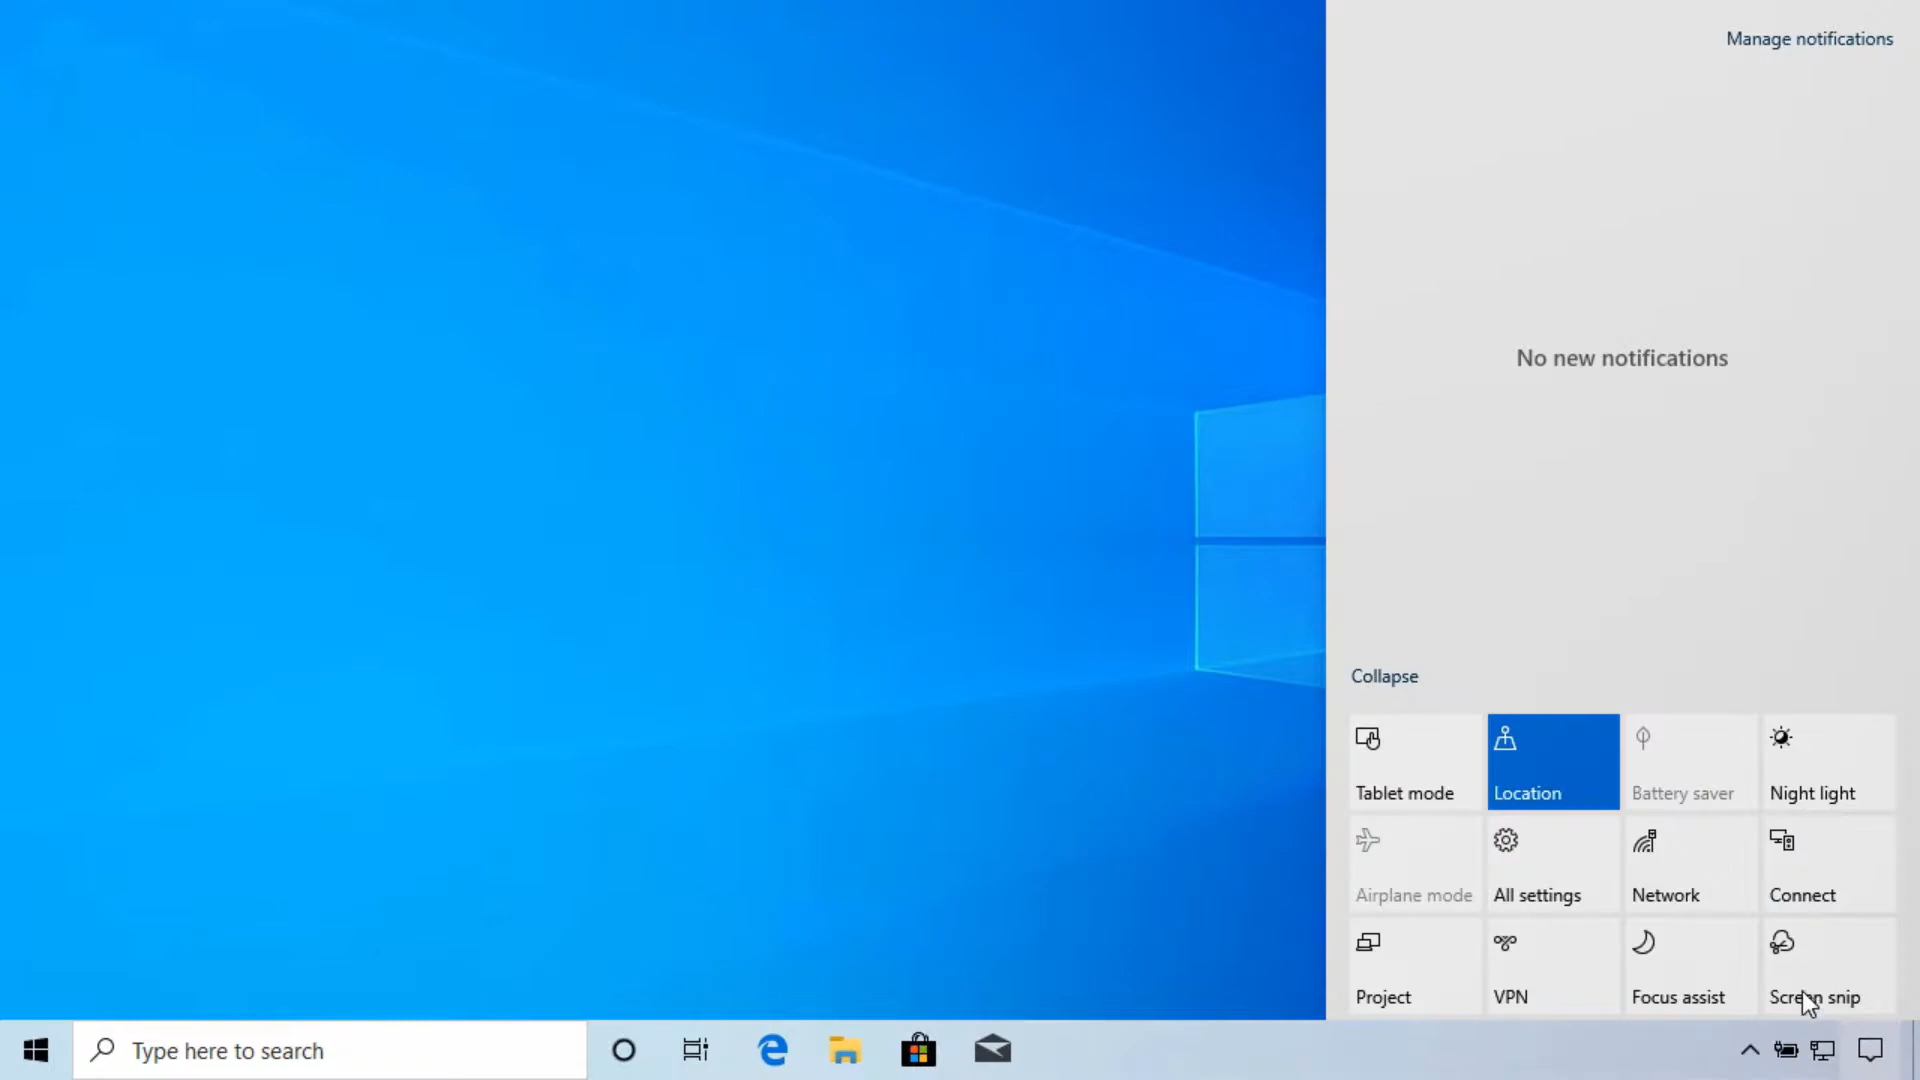 Manage notifications
No new notifications
Collapse
Tablet mode
Location
Battery saver
Night light
Airplane mode
All settings
Network
Connect
Project
VPN
Focus assist
Screen snip
Type here to search